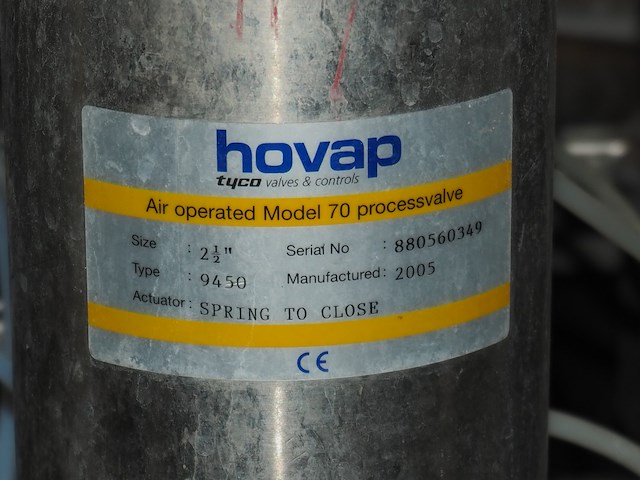 hovap
tyco valves & controls
Air operated Model 70 processvalve
Size : 2½" Serial No : 880560349
Type : 9450 Manufactured : 2005
Actuator : SPRING TO CLOSE
CE